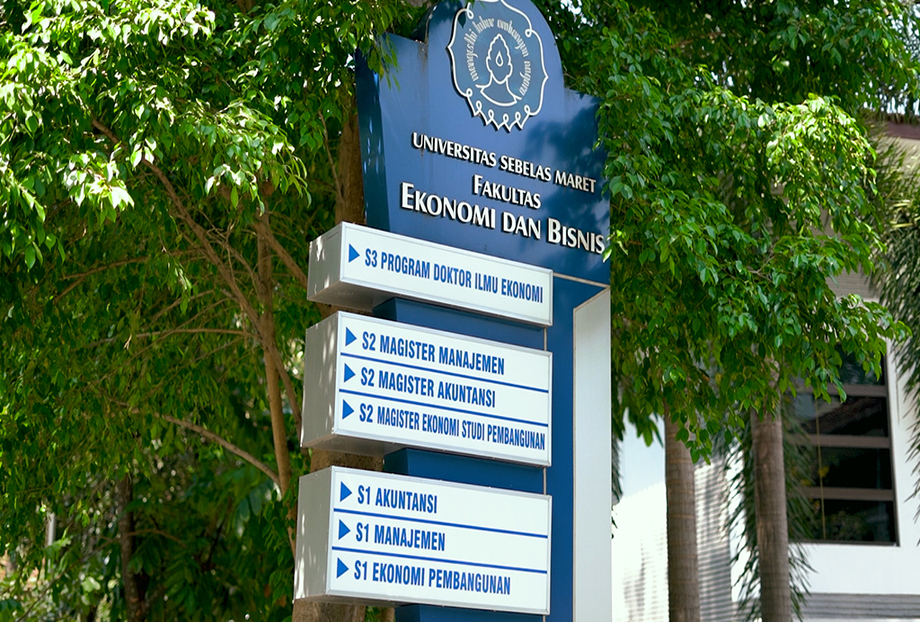 UNIVERSITAS SEBELAS MARET
FAKULTAS
EKONOMI DAN BISNIS
S3 PROGRAM DOKTOR ILMU EKONOMI
S2 MAGISTER MANAJEMEN
S2 MAGISTER AKUNTANSI
S2 MAGISTER EKONOMI STUDI PEMBANGUNAN
S1 AKUNTANSI
S1 MANAJEMEN
S1 EKONOMI PEMBANGUNAN